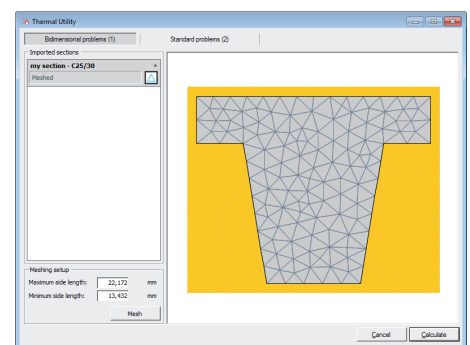 Thermal Utility
Bidimensional problems (1)
Standard problems (2)
Imported sections
my section - C25/30
Meshed
Meshing setup
Maximum side length: 22,172 mm
Minimum side length: 13,432 mm
Mesh
Cancel
Calculate